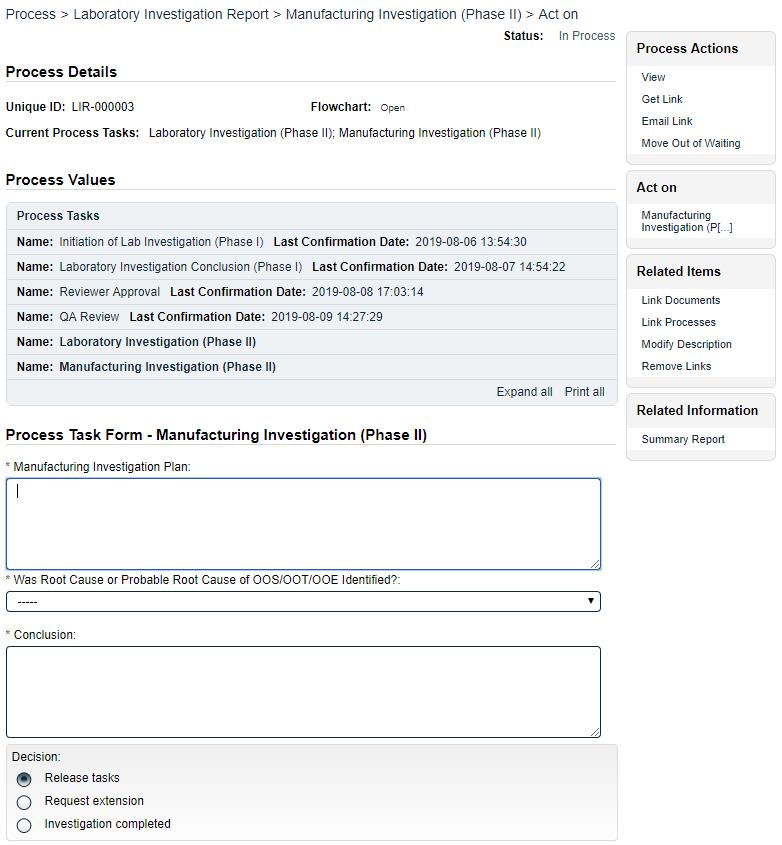 Process > Laboratory Investigation Report > Manufacturing Investigation (Phase II) > Act on
Status: In Process
Process Details
Unique ID: LIR-000003 Flowchart: Open
Current Process Tasks: Laboratory Investigation (Phase II); Manufacturing Investigation (Phase II)
Process Values
Process Tasks
Name: Initiation of Lab Investigation (Phase I) Last Confirmation Date: 2019-08-06 13:54:30
Name: Laboratory Investigation Conclusion (Phase I) Last Confirmation Date: 2019-08-07 14:54:22
Name: Reviewer Approval Last Confirmation Date: 2019-08-08 17:03:14
Name: QA Review Last Confirmation Date: 2019-08-09 14:27:29
Name: Laboratory Investigation (Phase II)
Name: Manufacturing Investigation (Phase II)
Expand all Print all
Process Task Form - Manufacturing Investigation (Phase II)
* Manufacturing Investigation Plan:
* Was Root Cause or Probable Root Cause of OOS/OOT/OOE Identified?:
-----
* Conclusion:
Decision:
Release tasks
Request extension
Investigation completed
Process Actions
View
Get Link
Email Link
Move Out of Waiting
Act on
Manufacturing
Investigation (P[...]
Related Items
Link Documents
Link Processes
Modify Description
Remove Links
Related Information
Summary Report